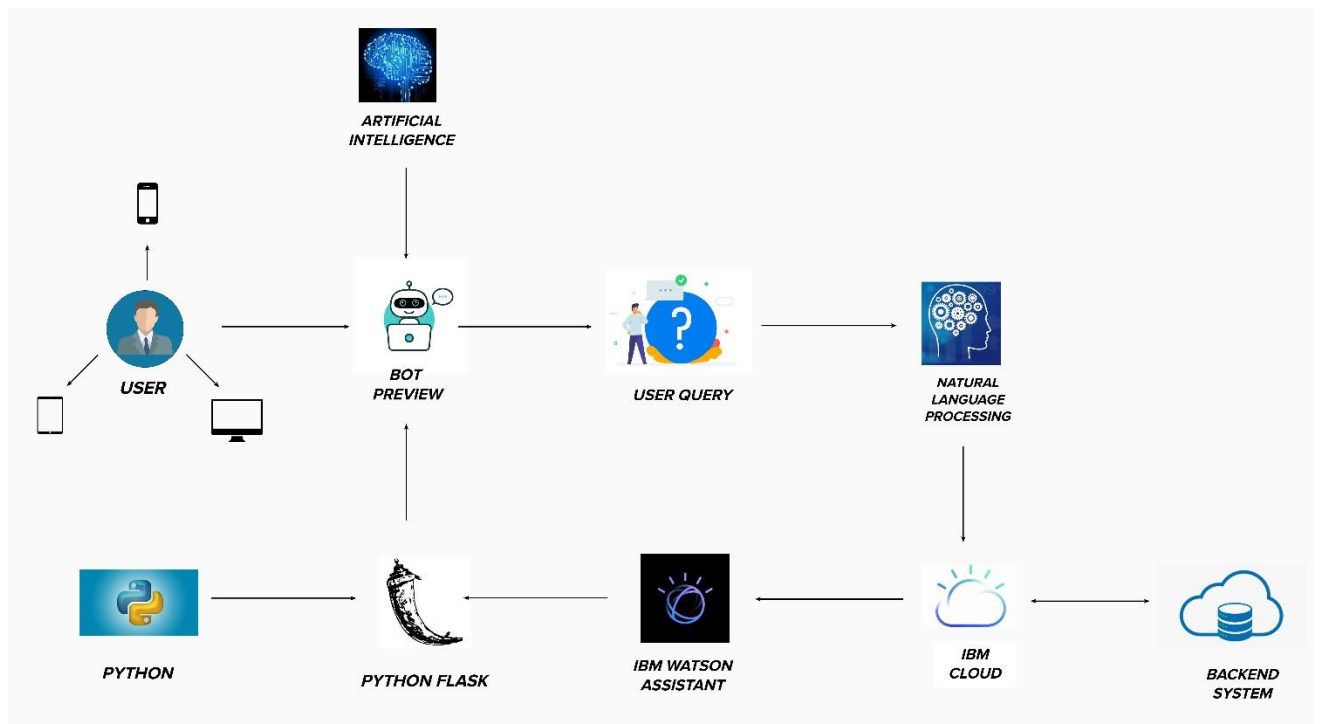 ARTIFICIAL
INTELLIGENCE
USER
BOT
PREVIEW
USER QUERY
NATURAL
LANGUAGE
PROCESSING
PYTHON
PYTHON FLASK
IBM WATSON
ASSISTANT
IBM
CLOUD
BACKEND
SYSTEM